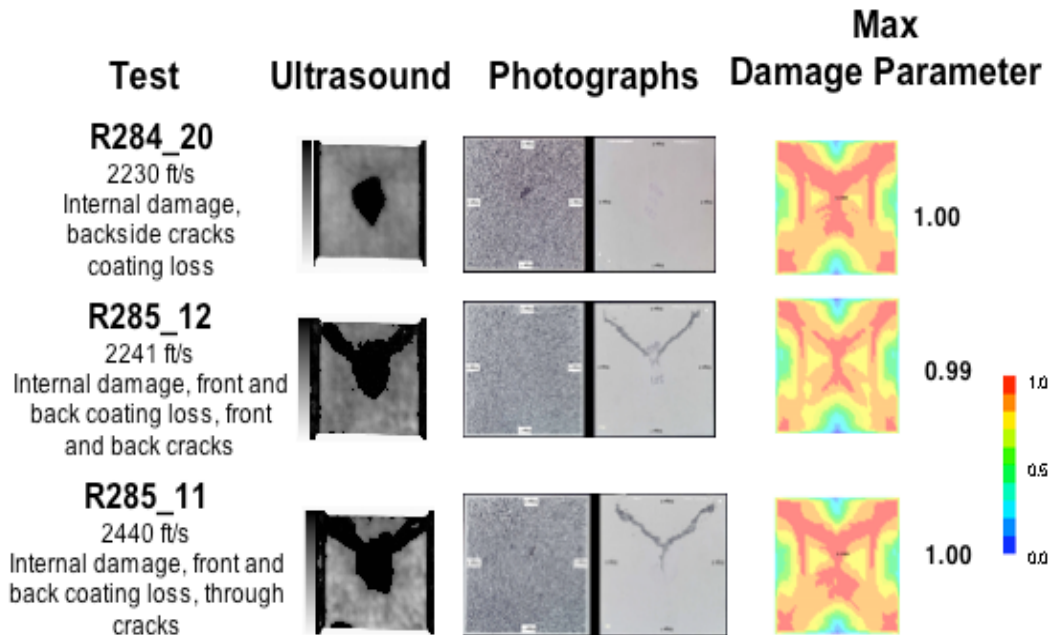 Max
Test Ultrasound Photographs Damage Parameter
R284_20
2230 ft/s
Internal damage,
backside cracks
coating loss
1.00
R285_12
2241 ft/s
Internal damage, front and
back coating loss, front
and back cracks
0.99
R285_11
2440 ft/s
Internal damage, front and
back coating loss, through
cracks
1.00
1.0
0.5
0.0